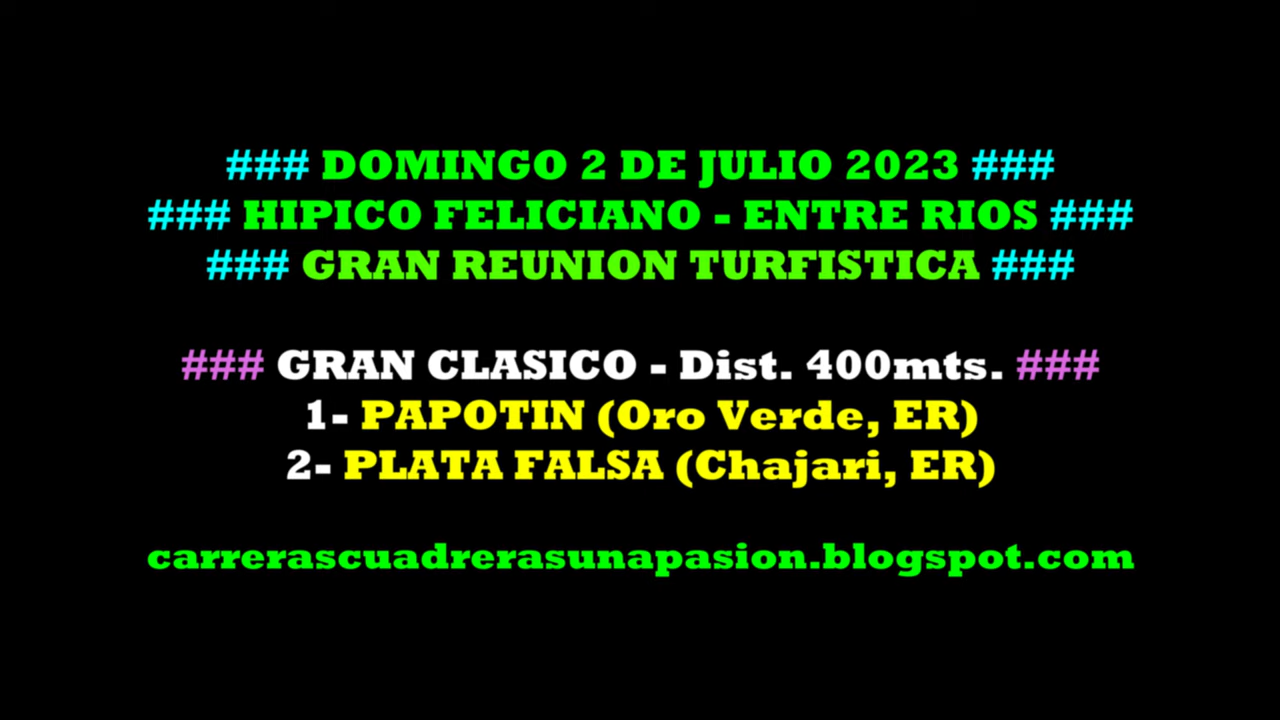 ### DOMINGO 2 DE JULIO 2023 ###
### HIPICO FELICIANO - ENTRE RIOS ###
### GRAN REUNION TURFISTICA ###
### GRAN CLASICO - Dist. 400mts. ###
1- PAPOTIN (Oro Verde, ER)
2- PLATA FALSA (Chajari, ER)
carrerascuadrerasunapasion.blogspot.com